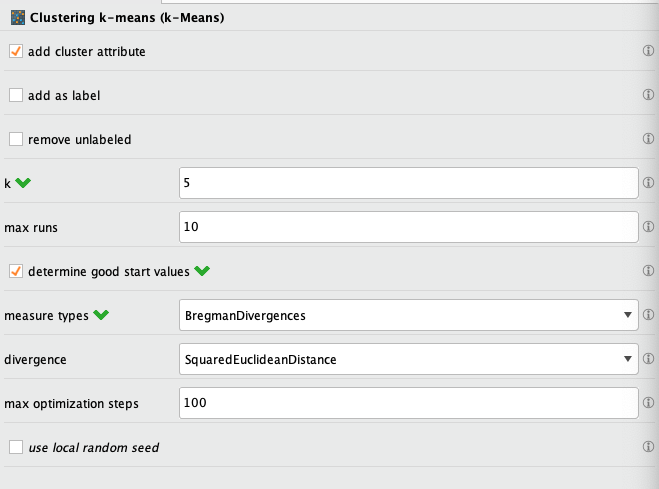 Clustering k-means (k-Means)
add cluster attribute
add as label
remove unlabeled
k 5
max runs 10
determine good start values
measure types BregmanDivergences
divergence SquaredEuclideanDistance
max optimization steps 100
use local random seed